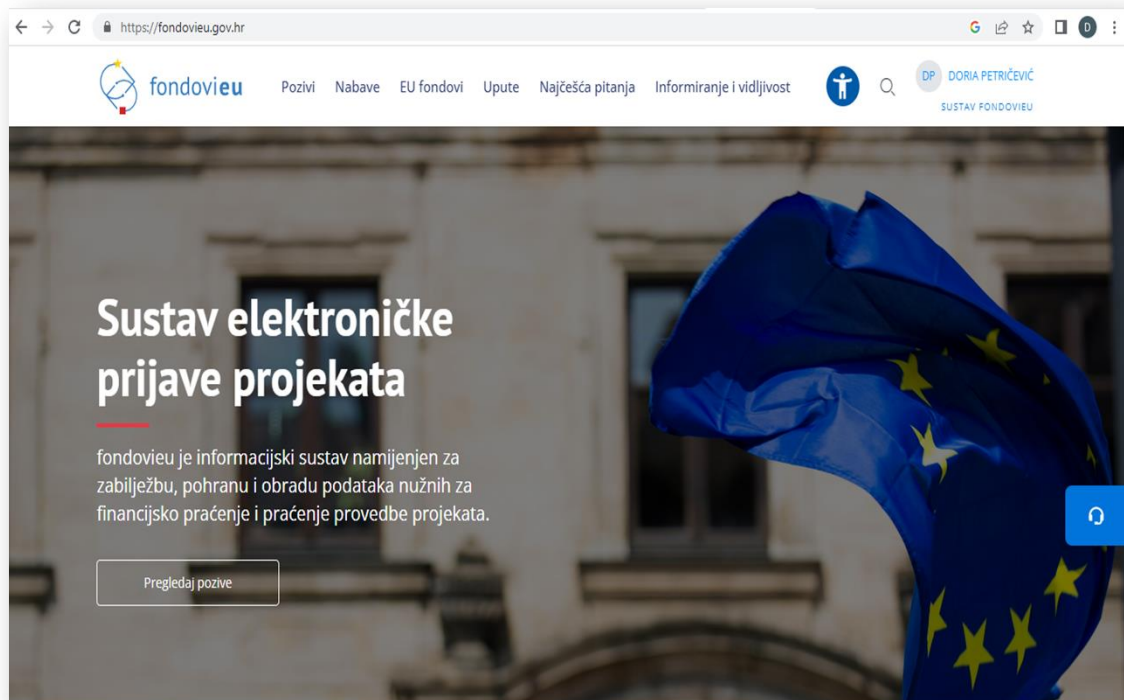 https://fondovieu.gov.hr
D
fondovieu
Pozivi Nabave EU fondovi Upute Najčešća pitanja Informiranje i vidljivost
DP DORIA PETRIČEVIĆ
SUSTAV FONDOVIEU
Sustav elektroničke
prijave projekata
fondovieu je informacijski sustav namijenjen za
zabilježbu, pohranu i obradu podataka nužnih za
financijsko praćenje i praćenje provedbe projekata.
Pregledaj pozive